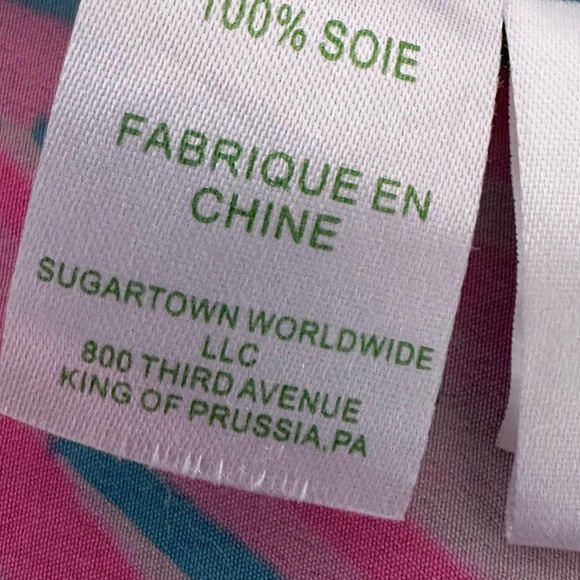 100% SOIE
FABRIQUE EN
CHINE
SUGARTOWN WORLDWIDE
LLC
800 THIRD AVENUE
KING OF PRUSSIA,PA